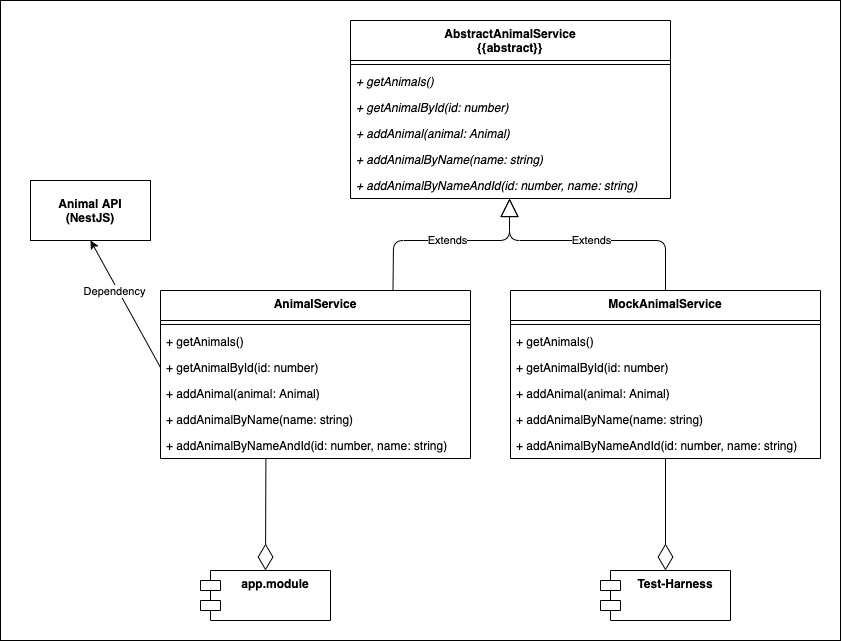 AbstractAnimalService
{{abstract}}
+ getAnimals()
+ getAnimalById(id: number)
+ addAnimal(animal: Animal)
+ addAnimalByName(name: string)
+ addAnimalByNameAndId(id: number, name: string)
Animal API
(NestJS)
Extends
Extends
Dependency
AnimalService
+ getAnimals()
+ getAnimalById(id: number)
+ addAnimal(animal: Animal)
+ addAnimalByName(name: string)
+ addAnimalByNameAndId(id: number, name: string)
MockAnimalService
+ getAnimals()
+ getAnimalById(id: number)
+ addAnimal(animal: Animal)
+ addAnimalByName(name: string)
+ addAnimalByNameAndId(id: number, name: string)
app.module
Test-Harness